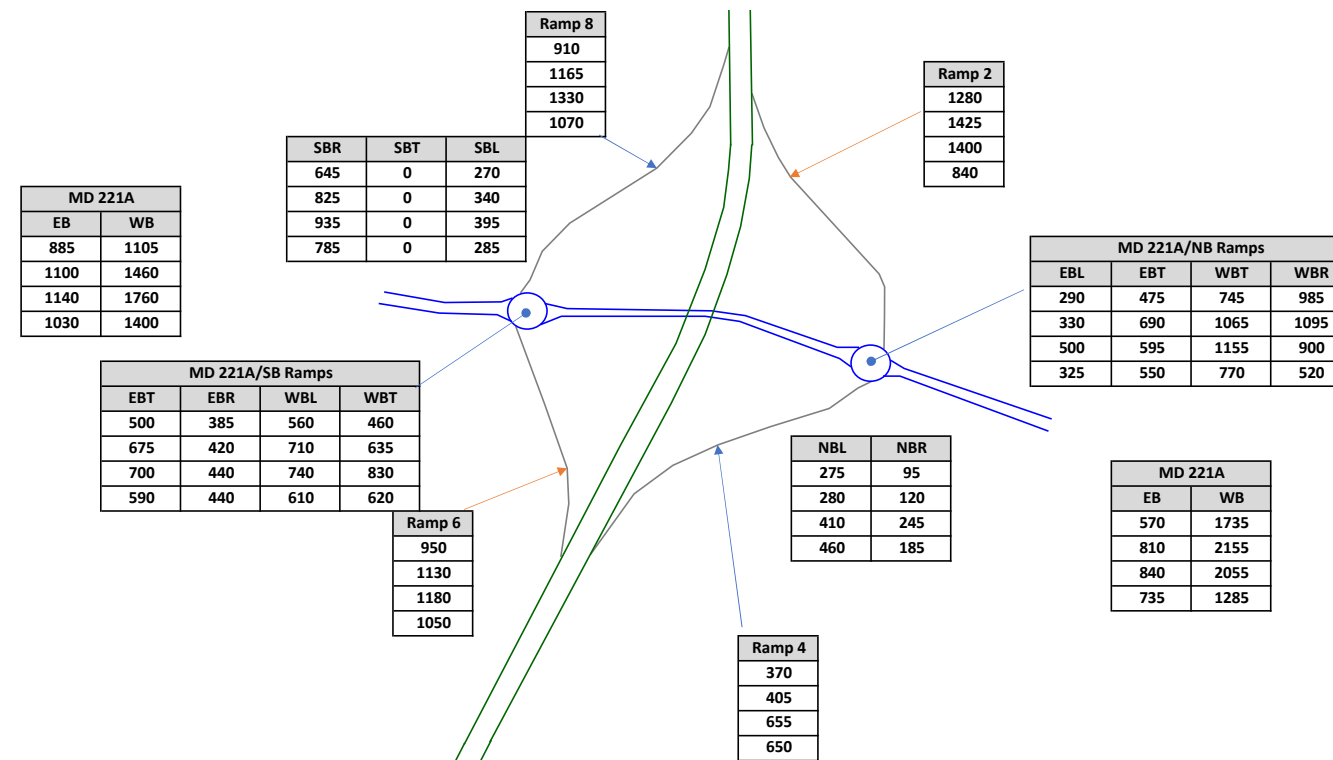 Ramp 8
910
1165
1330
1070
Ramp 2
1280
1425
1400
840
SBR SBT SBL
645 0 270
825 0 340
935 0 395
785 0 285
MD 221A
EB WB
885 1105
1100 1460
1140 1760
1030 1400
MD 221A/NB Ramps
EBL EBT WBT WBR
290 475 745 985
330 690 1065 1095
500 595 1155 900
325 550 770 520
MD 221A/SB Ramps
EBT EBR WBL WBT
500 385 560 460
675 420 710 635
700 440 740 830
590 440 610 620
NBL NBR
275 95
280 120
410 245
460 185
MD 221A
EB WB
570 1735
810 2155
840 2055
735 1285
Ramp 6
950
1130
1180
1050
Ramp 4
370
405
655
650